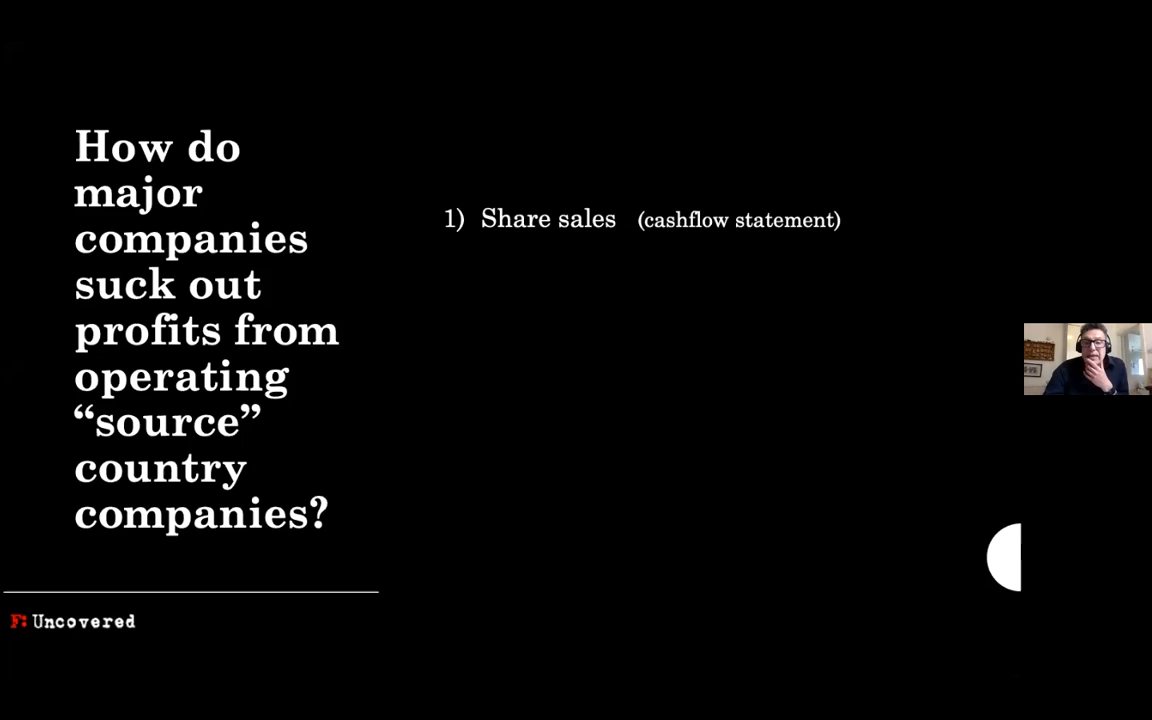 How do
major
companies
suck out
profits from
operating
“source”
country
companies?
1) Share sales (cashflow statement)
F: Uncovered